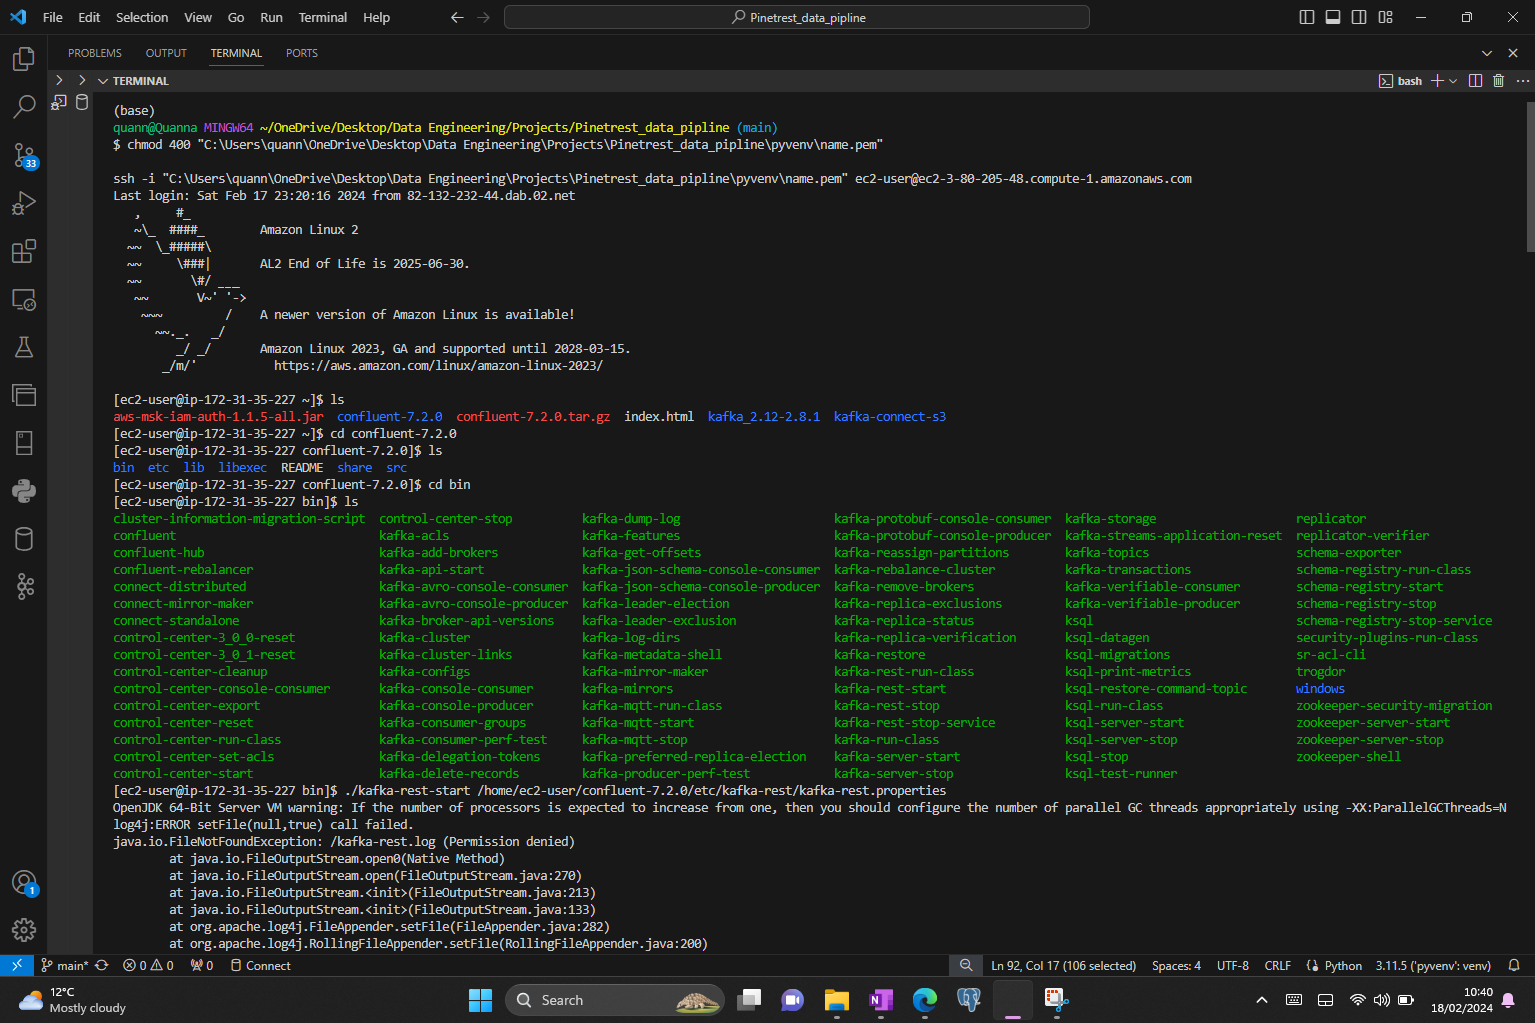 File Edit Selection View Go Run Terminal Help Pinetrest_data_pipline
PROBLEMS OUTPUT TERMINAL PORTS
TERMINAL bash
(base)
quann@Quanna MINGW64 ~/OneDrive/Desktop/Data Engineering/Projects/Pinetrest_data_pipline (main)
$ chmod 400 "C:\Users\quann\OneDrive\Desktop\Data Engineering\Projects\Pinetrest_data_pipline\pyvenv\name.pem"
ssh -i "C:\Users\quann\OneDrive\Desktop\Data Engineering\Projects\Pinetrest_data_pipline\pyvenv\name.pem" ec2-user@ec2-3-80-205-48.compute-1.amazonaws.com
Last login: Sat Feb 17 23:20:16 2024 from 82-132-232-44.dab.02.net
   ,     #_
   ~\_  ####_        Amazon Linux 2
  ~~  \_#####\
  ~~     \###|       AL2 End of Life is 2025-06-30.
  ~~       \#/ ___
   ~~       V~' '->
    ~~~         /    A newer version of Amazon Linux is available!
      ~~._.   _/
         _/ _/       Amazon Linux 2023, GA and supported until 2028-03-15.
       _/m/'           https://aws.amazon.com/linux/amazon-linux-2023/
[ec2-user@ip-172-31-35-227 ~]$ ls
aws-msk-iam-auth-1.1.5-all.jar confluent-7.2.0 confluent-7.2.0.tar.gz index.html kafka_2.12-2.8.1 kafka-connect-s3
[ec2-user@ip-172-31-35-227 ~]$ cd confluent-7.2.0
[ec2-user@ip-172-31-35-227 confluent-7.2.0]$ ls
bin etc lib libexec README share src
[ec2-user@ip-172-31-35-227 confluent-7.2.0]$ cd bin
[ec2-user@ip-172-31-35-227 bin]$ ls
cluster-information-migration-script control-center-stop kafka-dump-log kafka-protobuf-console-consumer kafka-storage replicator
confluent kafka-acls kafka-features kafka-protobuf-console-producer kafka-streams-application-reset replicator-verifier
confluent-hub kafka-add-brokers kafka-get-offsets kafka-reassign-partitions kafka-topics schema-exporter
confluent-rebalancer kafka-api-start kafka-json-schema-console-consumer kafka-rebalance-cluster kafka-transactions schema-registry-run-class
connect-distributed kafka-avro-console-consumer kafka-json-schema-console-producer kafka-remove-brokers kafka-verifiable-consumer schema-registry-start
connect-mirror-maker kafka-avro-console-producer kafka-leader-election kafka-replica-exclusions kafka-verifiable-producer schema-registry-stop
connect-standalone kafka-broker-api-versions kafka-leader-exclusion kafka-replica-status ksql schema-registry-stop-service
control-center-3_0_0-reset kafka-cluster kafka-log-dirs kafka-replica-verification ksql-datagen security-plugins-run-class
control-center-3_0_1-reset kafka-cluster-links kafka-metadata-shell kafka-restore ksql-migrations sr-acl-cli
control-center-cleanup kafka-configs kafka-mirror-maker kafka-rest-run-class ksql-print-metrics trogdor
control-center-console-consumer kafka-console-consumer kafka-mirrors kafka-rest-start ksql-restore-command-topic windows
control-center-export kafka-console-producer kafka-mqtt-run-class kafka-rest-stop ksql-run-class zookeeper-security-migration
control-center-reset kafka-consumer-groups kafka-mqtt-start kafka-rest-stop-service ksql-server-start zookeeper-server-start
control-center-run-class kafka-consumer-perf-test kafka-mqtt-stop kafka-run-class ksql-server-stop zookeeper-server-stop
control-center-set-acls kafka-delegation-tokens kafka-preferred-replica-election kafka-server-start ksql-stop zookeeper-shell
control-center-start kafka-delete-records kafka-producer-perf-test kafka-server-stop ksql-test-runner
[ec2-user@ip-172-31-35-227 bin]$ ./kafka-rest-start /home/ec2-user/confluent-7.2.0/etc/kafka-rest/kafka-rest.properties
OpenJDK 64-Bit Server VM warning: If the number of processors is expected to increase from one, then you should configure the number of parallel GC threads appropriately using -XX:ParallelGCThreads=N
log4j:ERROR setFile(null,true) call failed.
java.io.FileNotFoundException: /kafka-rest.log (Permission denied)
at java.io.FileOutputStream.open0(Native Method)
at java.io.FileOutputStream.open(FileOutputStream.java:270)
at java.io.FileOutputStream.<init>(FileOutputStream.java:213)
at java.io.FileOutputStream.<init>(FileOutputStream.java:133)
at org.apache.log4j.FileAppender.setFile(FileAppender.java:282)
at org.apache.log4j.RollingFileAppender.setFile(RollingFileAppender.java:200)
33
1
main* 0 0 0 Connect Ln 92, Col 17 (106 selected) Spaces: 4 UTF-8 CRLF Python 3.11.5 ('pyvenv': venv)
12°C
Mostly cloudy
Search
10:40
18/02/2024